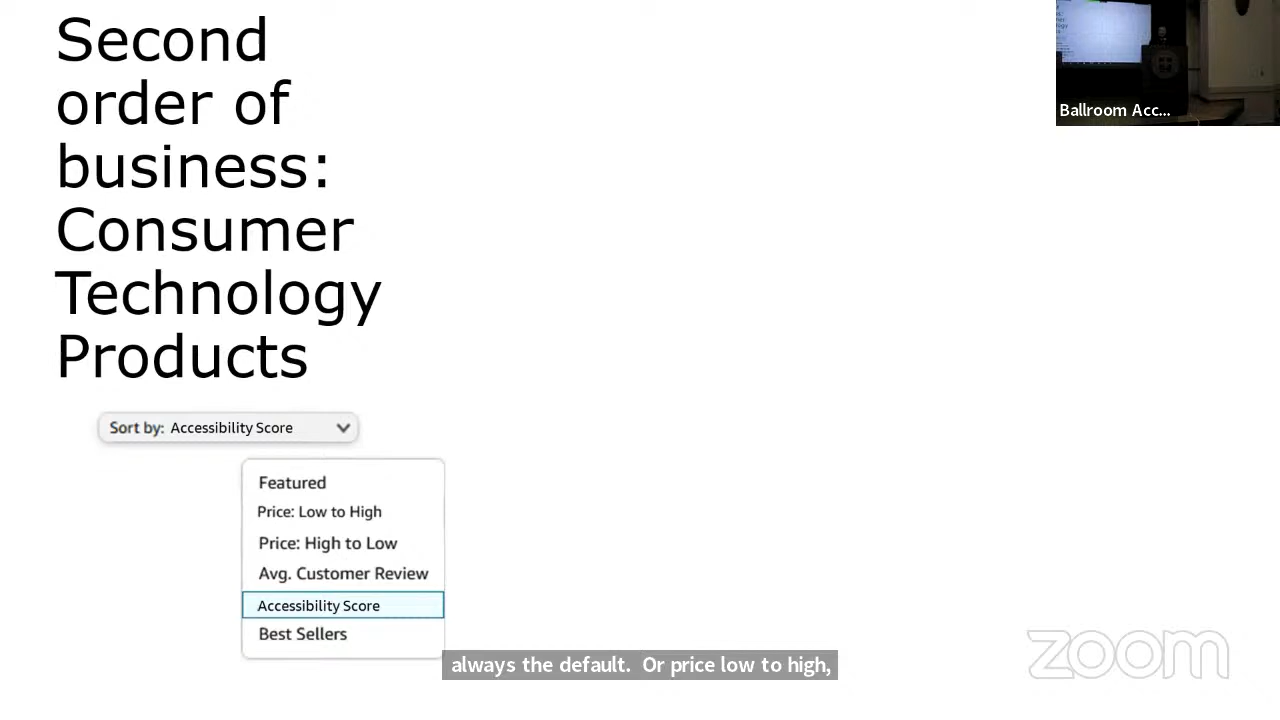 Second
order of
business:
Consumer
Technology
Products
Sort by: Accessibility Score
Featured
Price: Low to High
Price: High to Low
Avg. Customer Review
Accessibility Score
Best Sellers
always the default. Or price low to high,
Ballroom Acc...
zoom